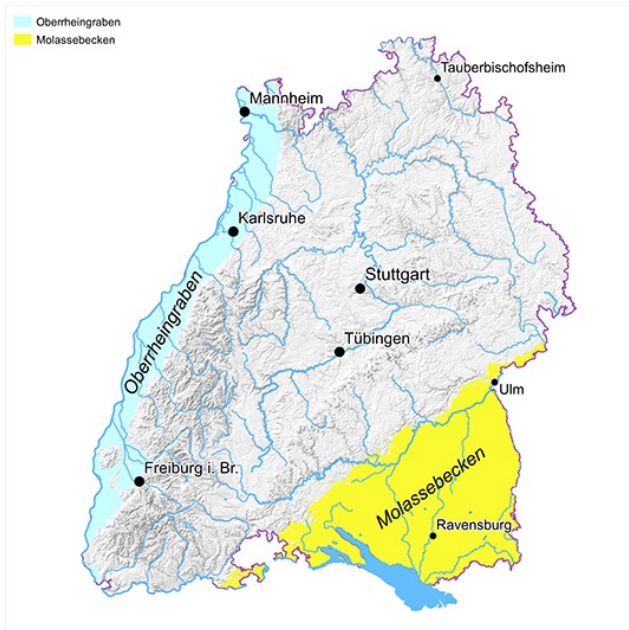 Oberrheingraben
Molassebecken
Tauberbischofsheim
Mannheim
Karlsruhe
Stuttgart
Oberrheingraben
Tübingen
Ulm
Molassebecken
Freiburg i. Br.
Ravensburg